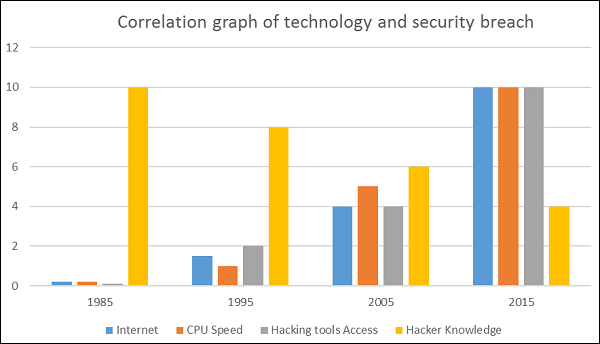 Correlation graph of technology and security breach
12
10
8
6
4
2
0
1985 1995 2005 2015
Internet CPU Speed Hacking tools Access Hacker Knowledge